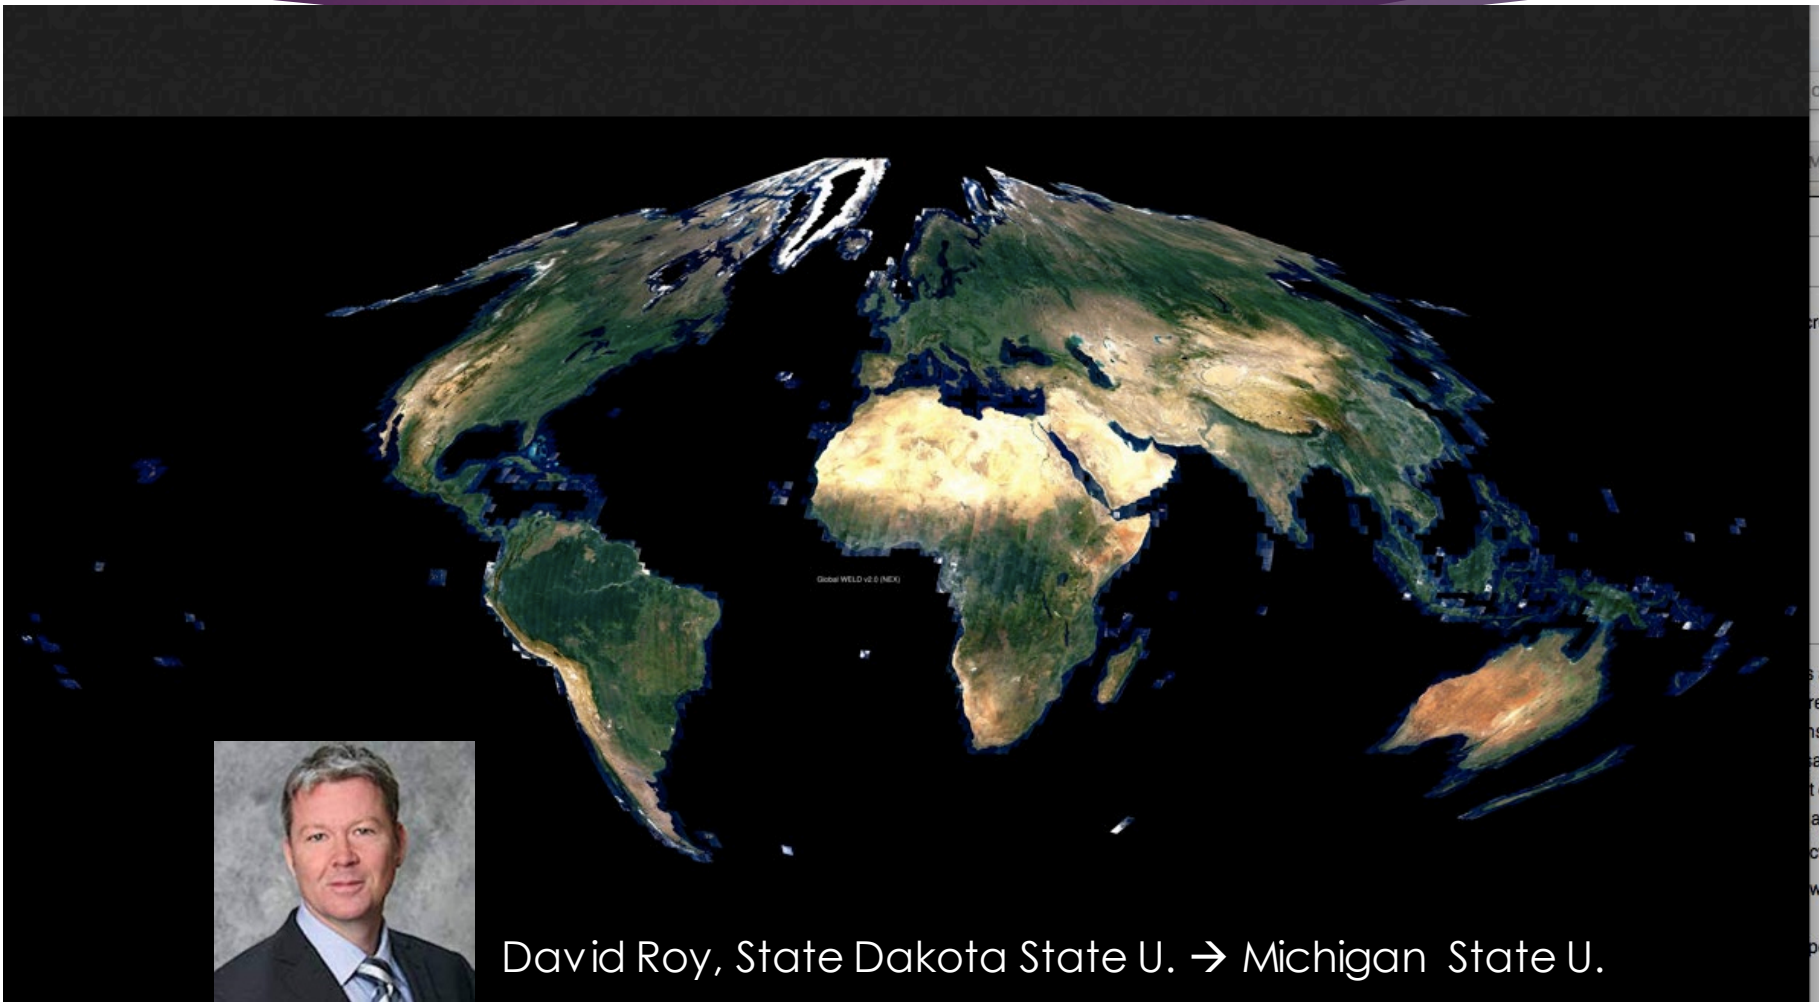 Global WELD v2.0 (NEX)
David Roy, State Dakota State U. → Michigan State U.